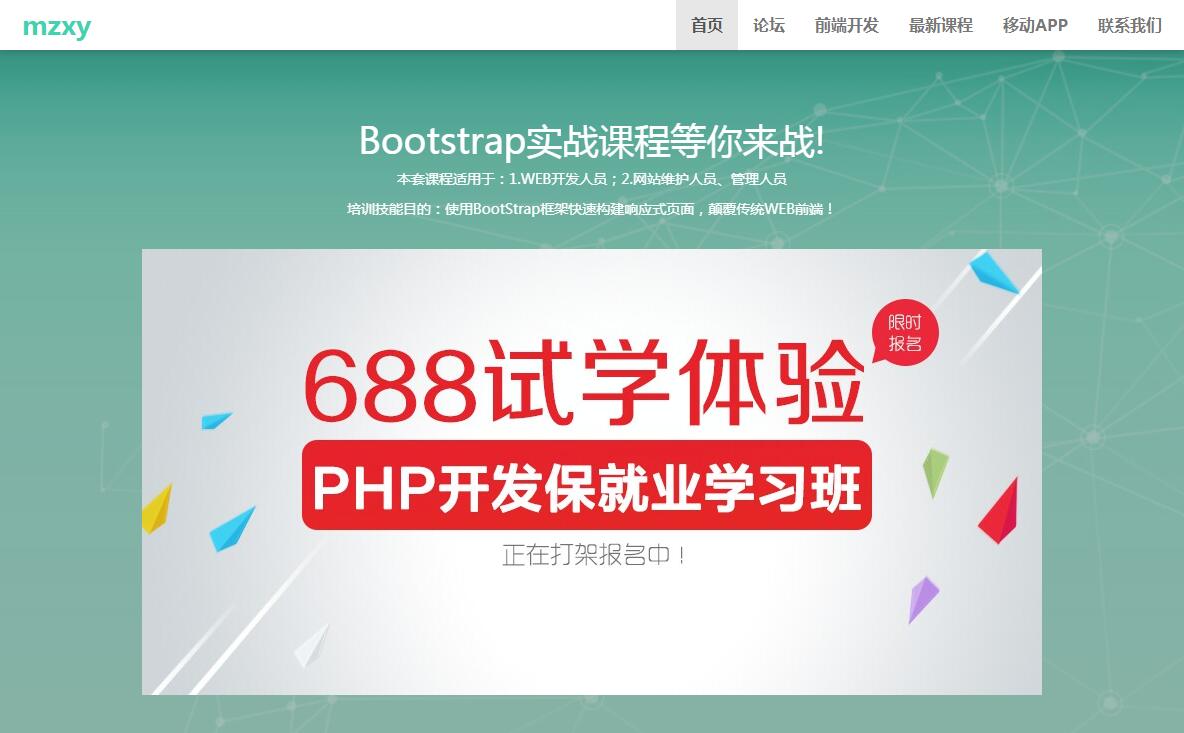 mzxy
首页 论坛 前端开发 最新课程 移动APP 联系我们
Bootstrap实战课程等你来战!
本套课程适用于：1.WEB开发人员；2.网站维护人员、管理人员
培训技能目的：使用BootStrap框架快速构建响应式页面，颠覆传统WEB前端！
限时
报名
688试学体验
PHP开发保就业学习班
正在打架报名中！